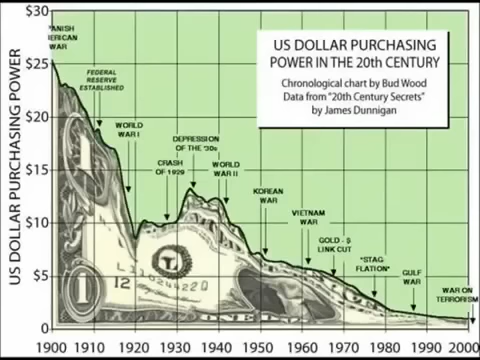 $30
$25
$20
$15
$10
$5
0
US DOLLAR PURCHASING POWER
WAR
FEDERAL
RESERVE
ESTABLISHED
WORLD
WAR I
CRASH
OF 1929
DEPRESSION
OF THE '30s
WORLD
WAR II
KOREAN
WAR
VIETNAM
WAR
GOLD - $
LINK CUT
"STAG
FLATION"
GULF
WAR
WAR ON
TERRORISM
US DOLLAR PURCHASING
POWER IN THE 20th CENTURY
Chronological chart by Bud Wood
Data from "20th Century Secrets"
by James Dunnigan
1
1
12
1900 1910 1920 1930 1940 1950 1960 1970 1980 1990 2000